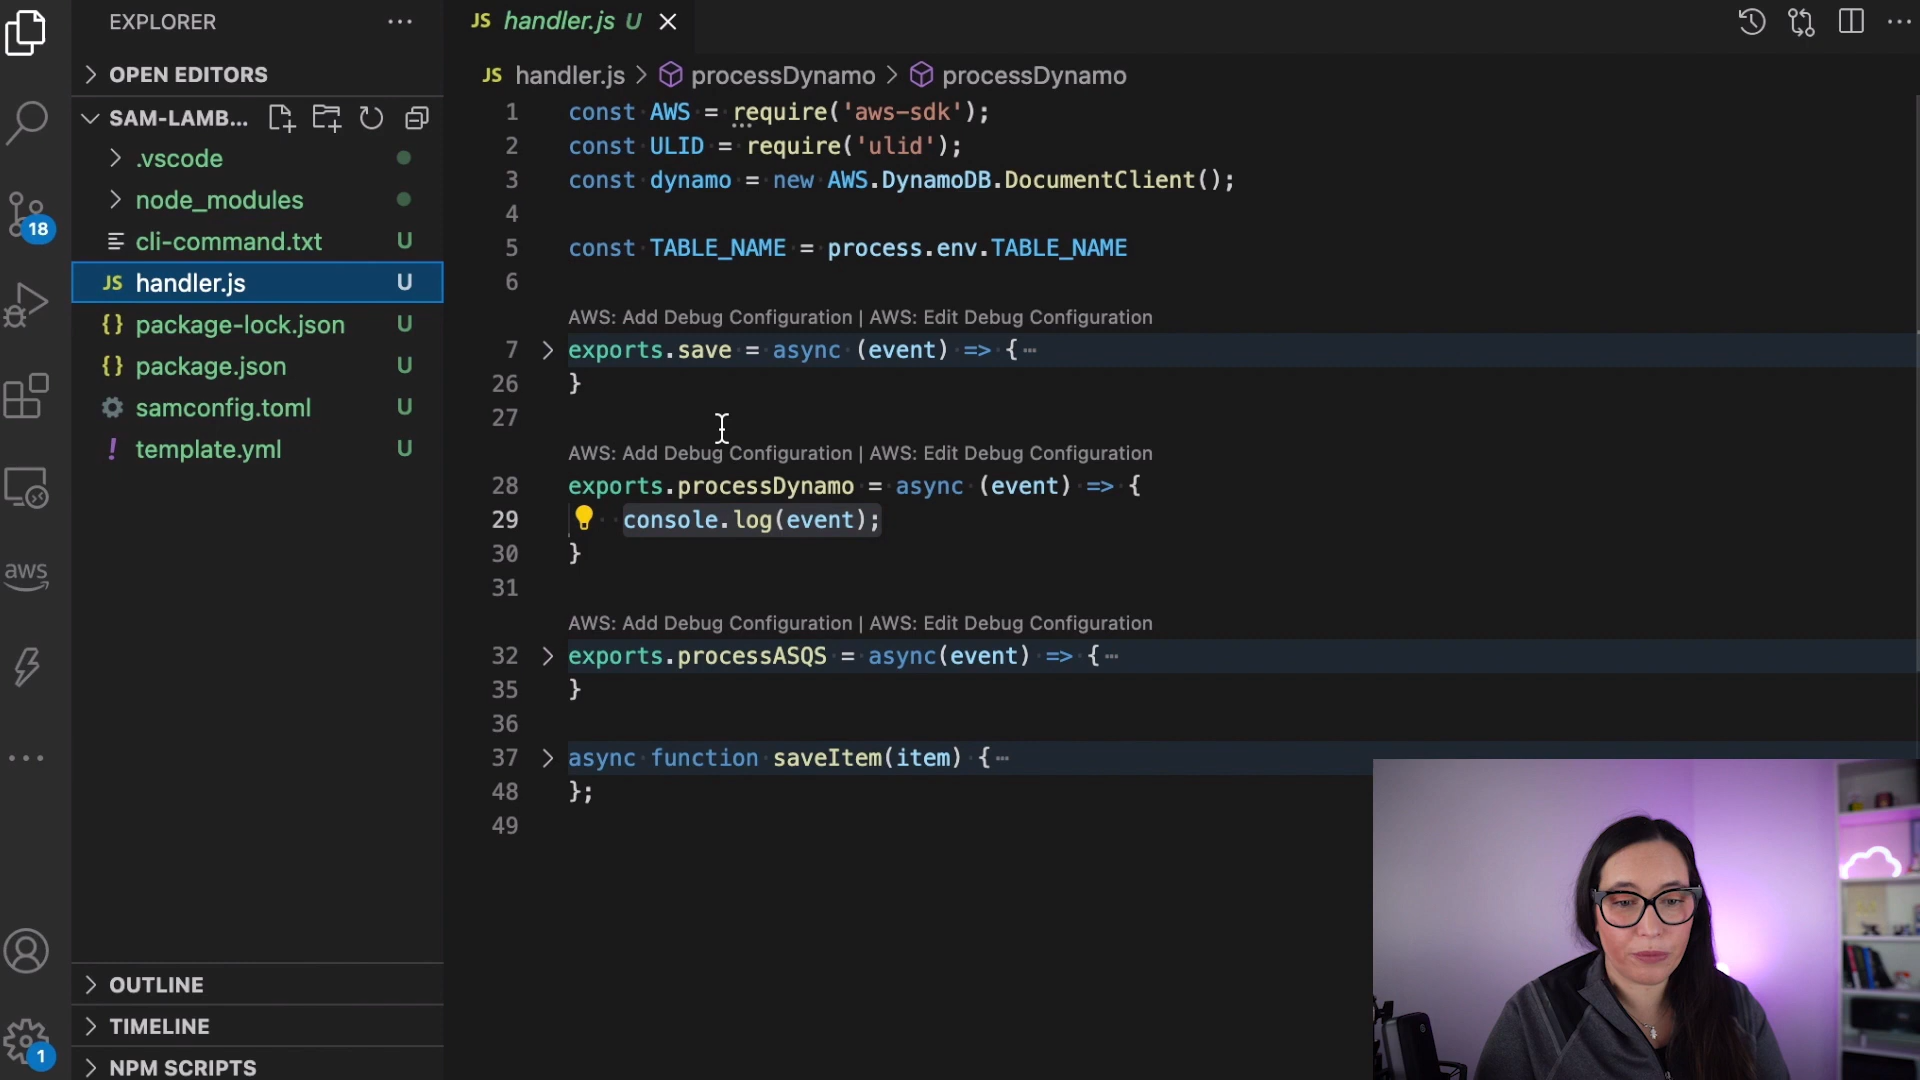 EXPLORER
OPEN EDITORS
SAM-LAMB...
.vscode
node_modules
cli-command.txt U
JS handler.js U
{} package-lock.json U
{} package.json U
samconfig.toml U
! template.yml U
18
aws
1
OUTLINE
TIMELINE
NPM SCRIPTS
JS handler.js U
JS handler.js > processDynamo > processDynamo
1 const AWS = require('aws-sdk');
2 const ULID = require('ulid');
3 const dynamo = new AWS.DynamoDB.DocumentClient();
4
5 const TABLE_NAME = process.env.TABLE_NAME
6
AWS: Add Debug Configuration | AWS: Edit Debug Configuration
7 exports.save = async (event) => {…
26 }
27
AWS: Add Debug Configuration | AWS: Edit Debug Configuration
28 exports.processDynamo = async (event) => {
29 console.log(event);
30 }
31
AWS: Add Debug Configuration | AWS: Edit Debug Configuration
32 exports.processASQS = async(event) => {…
35 }
36
37 async function saveItem(item) {…
48 };
49